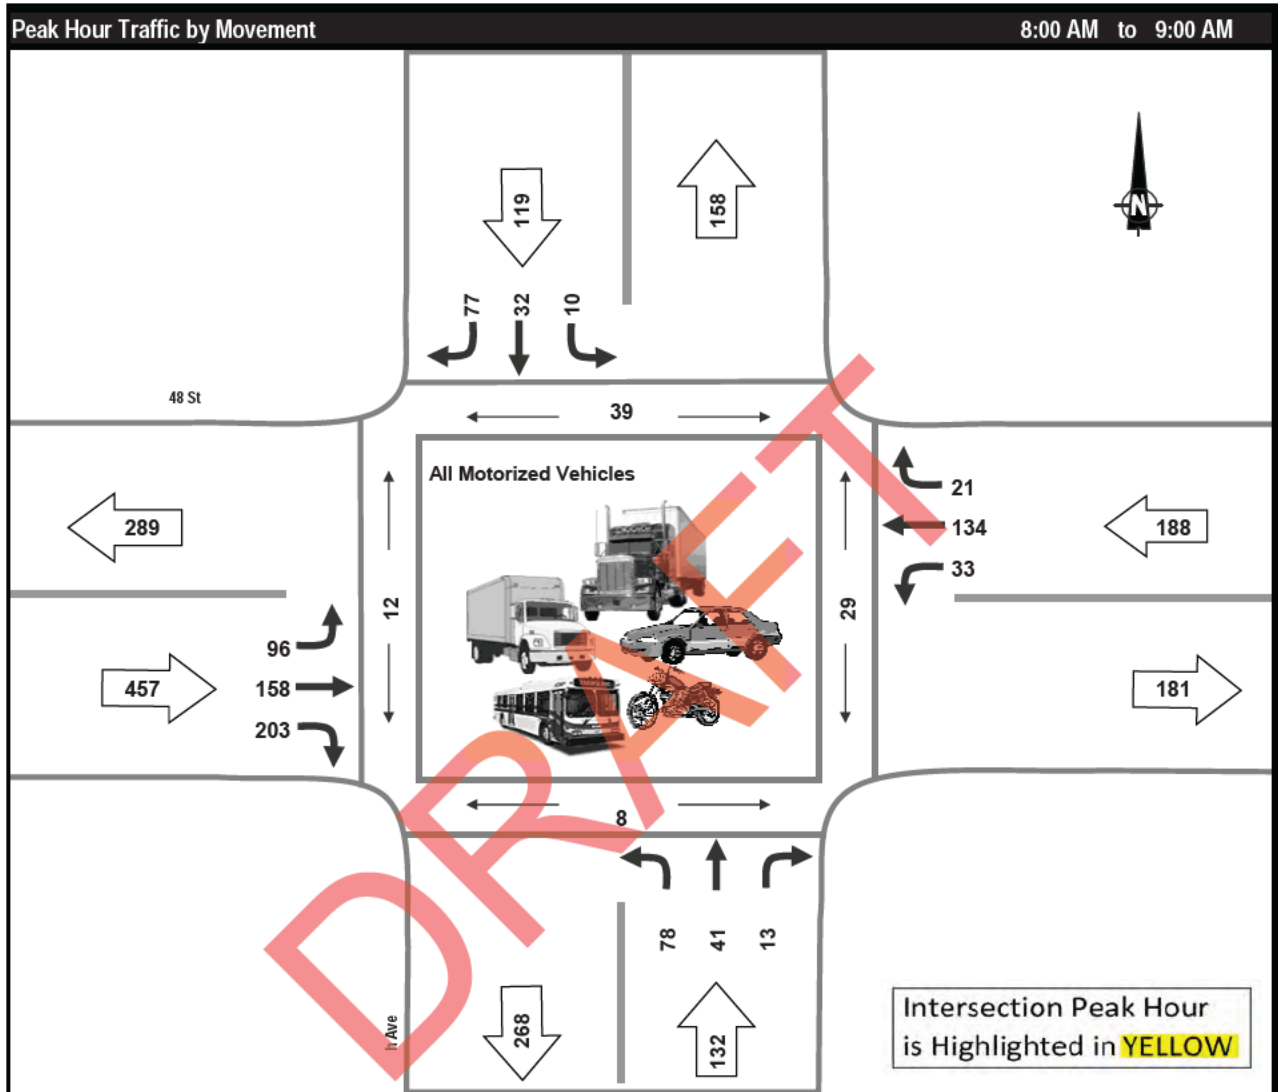 Peak Hour Traffic by Movement
8:00 AM to 9:00 AM
119
158
N
77 32 10
48 St
39
All Motorized Vehicles
21
289
134
188
33
12
29
96
457
158
181
203
8
78 41 13
h Ave
268
132
Intersection Peak Hour
is Highlighted in YELLOW
DRAFT